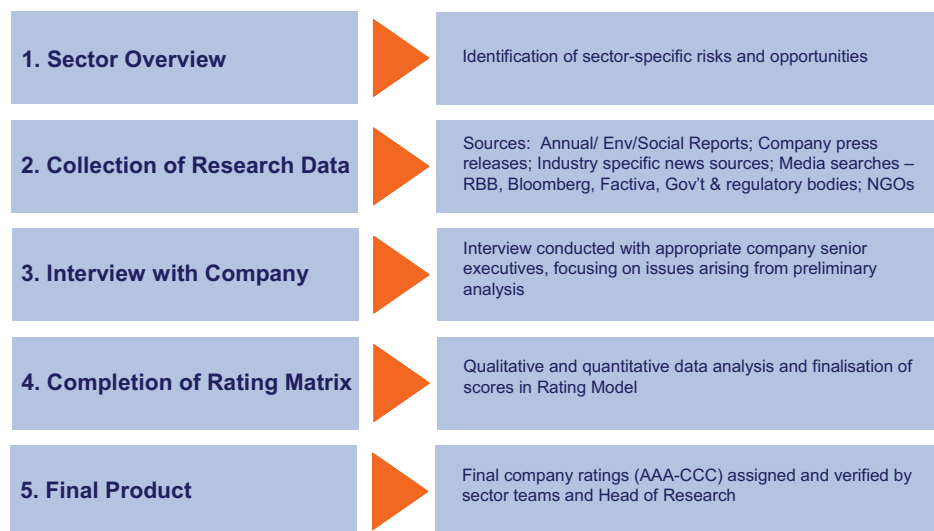 1. Sector Overview
Identification of sector-specific risks and opportunities
2. Collection of Research Data
Sources: Annual/ Env/Social Reports; Company press
releases; Industry specific news sources; Media searches –
RBB, Bloomberg, Factiva, Gov't & regulatory bodies; NGOs
3. Interview with Company
Interview conducted with appropriate company senior
executives, focusing on issues arising from preliminary
analysis
4. Completion of Rating Matrix
Qualitative and quantitative data analysis and finalisation of
scores in Rating Model
5. Final Product
Final company ratings (AAA-CCC) assigned and verified by
sector teams and Head of Research